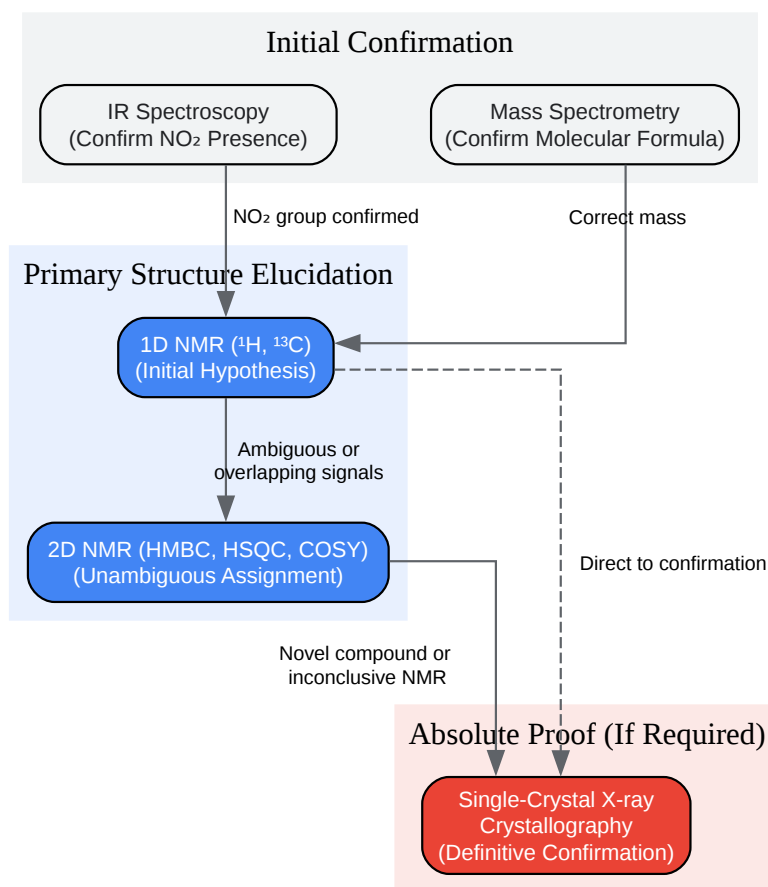 Initial Confirmation
IR Spectroscopy
(Confirm NO₂ Presence)
Mass Spectrometry
(Confirm Molecular Formula)
NO₂ group confirmed
Correct mass
Primary Structure Elucidation
1D NMR (¹H, ¹³C)
(Initial Hypothesis)
Ambiguous or
overlapping signals
2D NMR (HMBC, HSQC, COSY)
(Unambiguous Assignment)
Direct to confirmation
Novel compound or
inconclusive NMR
Absolute Proof (If Required)
Single-Crystal X-ray
Crystallography
(Definitive Confirmation)